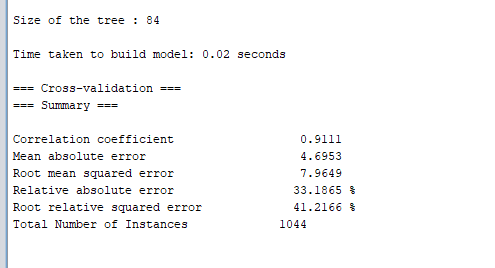 Size of the tree : 84
Time taken to build model: 0.02 seconds
=== Cross-validation ===
=== Summary ===
Correlation coefficient 0.9111
Mean absolute error 4.6953
Root mean squared error 7.9649
Relative absolute error 33.1865 %
Root relative squared error 41.2166 %
Total Number of Instances 1044